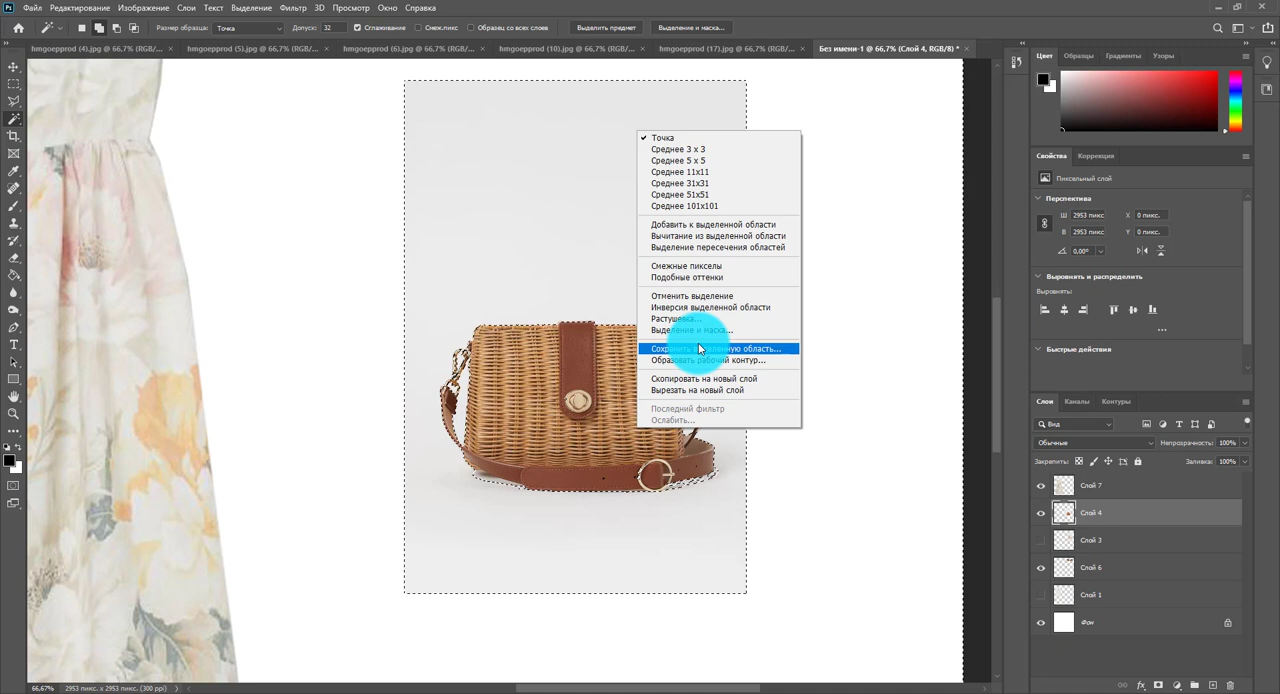 Ps Файл Редактирование Изображение Слои Текст Выделение Фильтр 3D Просмотр Окно Справка
Размер образца: Точка Допуск: 32 Сглаживание Смеж.пикс. Образец со всех слоев Выделить предмет Выделение и маска...
hmgoepprod (4).jpg @ 66,7% (RGB/... × hmgoepprod (5).jpg @ 66,7% (RGB/... × hmgoepprod (6).jpg @ 66,7% (RGB/... × hmgoepprod (10).jpg @ 66,7% (RGB/... × hmgoepprod (17).jpg @ 66,7% (RGB/... × Без имени-1 @ 66,7% (Слой 4, RGB/8) * ×
Цвет Образцы Градиенты Узоры
Точка
Среднее 3 x 3
Среднее 5 x 5
Среднее 11x11
Среднее 31x31
Среднее 51x51
Среднее 101x101
Добавить к выделенной области
Вычитание из выделенной области
Выделение пересечения областей
Смежные пикселы
Подобные оттенки
Отменить выделение
Инверсия выделенной области
Растушевка...
Выделение и маска...
Сохранить выделенную область...
Образовать рабочий контур...
Скопировать на новый слой
Вырезать на новый слой
Последний фильтр
Ослабить...
Свойства Коррекция
Пиксельный слой
Перспектива
Ш 2953 пикс X 0 пикс.
В 2953 пикс Y 0 пикс.
0,00°
Выровнять и распределить
Выровнять:
Быстрые действия
Слои Каналы Контуры
Вид
Обычные Непрозрачность: 100%
Закрепить: Заливка: 100%
Слой 7
Слой 4
Слой 3
Слой 6
Слой 1
Фон
66,67% 2953 пикс. x 2953 пикс. (300 ppi)